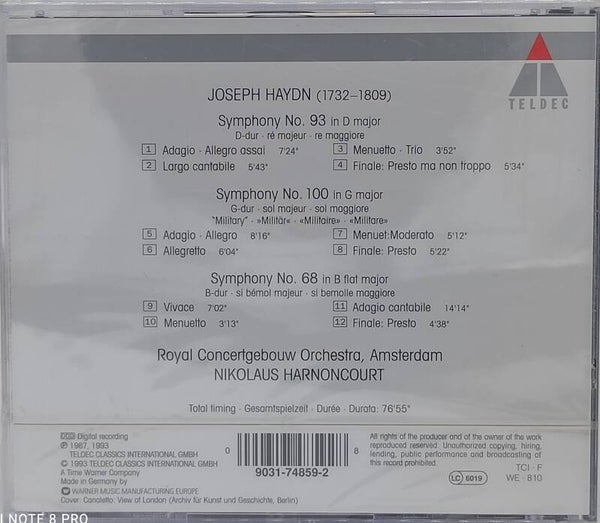 TELDEC
JOSEPH HAYDN (1732–1809)
Symphony No. 93 in D major
D-dur · ré majeur · re maggiore
1 Adagio · Allegro assai 7'24"
2 Largo cantabile 5'43"
3 Menuetto · Trio 3'52"
4 Finale: Presto ma non troppo 5'34"
Symphony No. 100 in G major
G-dur · sol majeur · sol maggiore
"Military" · »Militär« · «Militaire» · «Militare»
5 Adagio · Allegro 8'16"
6 Allegretto 6'04"
7 Menuet: Moderato 5'12"
8 Finale: Presto 5'22"
Symphony No. 68 in B flat major
B-dur · si bémol majeur · si bemolle maggiore
9 Vivace 7'02"
10 Menuetto 3'13"
11 Adagio cantabile 14'14"
12 Finale: Presto 4'38"
Royal Concertgebouw Orchestra, Amsterdam
NIKOLAUS HARNONCOURT
Total timing · Gesamtspielzeit · Durée · Durata: 76'55"
DDD Digital recording
℗ 1987, 1993
TELDEC CLASSICS INTERNATIONAL GMBH
© 1993 TELDEC CLASSICS INTERNATIONAL GMBH
A Time Warner Company
Made in Germany by
WARNER MUSIC MANUFACTURING EUROPE
Cover: Canaletto: View of London (Archiv für Kunst und Geschichte, Berlin)
0 8
9031-74859-2
All rights of the producer and of the owner of the work
reproduced reserved. Unauthorized copying, hiring,
lending, public performance and broadcasting of
this record prohibited.
LC 6019
TCI · F
WE · 810
I NOTE 8 PRO